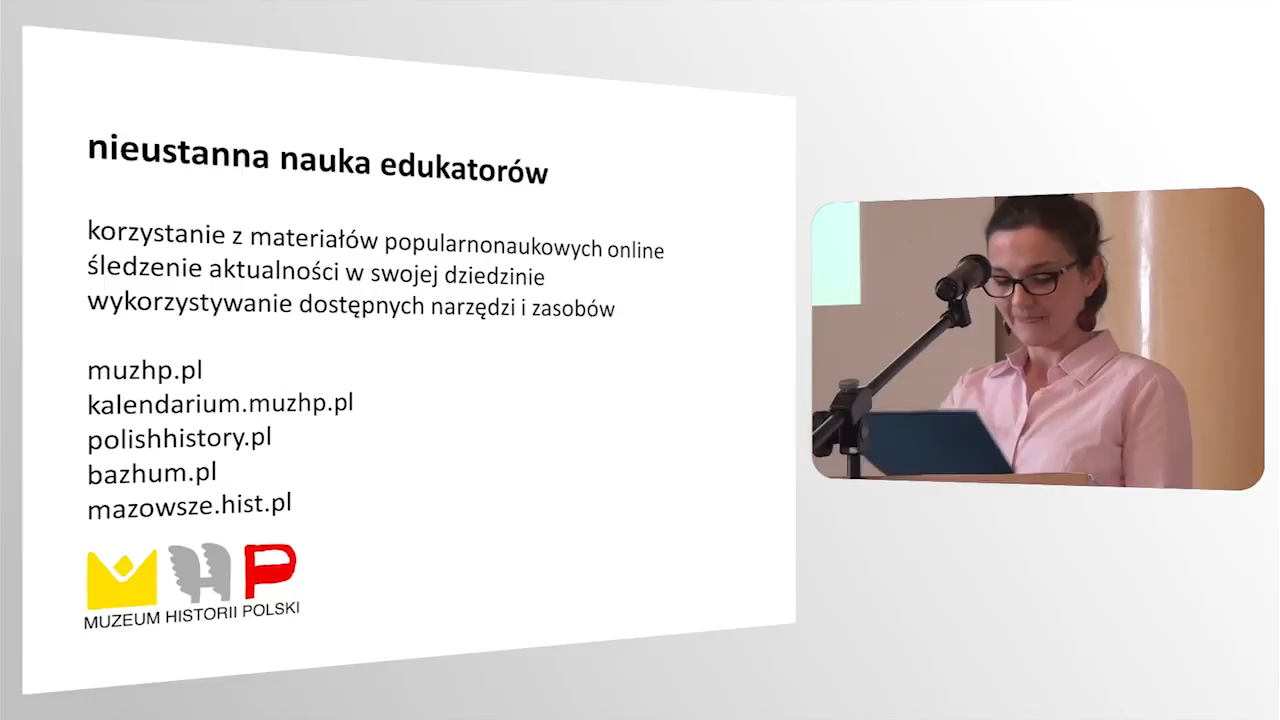 nieustanna nauka edukatorów
korzystanie z materiałów popularnonaukowych online
śledzenie aktualności w swojej dziedzinie
wykorzystywanie dostępnych narzędzi i zasobów
muzhp.pl
kalendarium.muzhp.pl
polishhistory.pl
bazhum.pl
mazowsze.hist.pl
MHP
MUZEUM HISTORII POLSKI